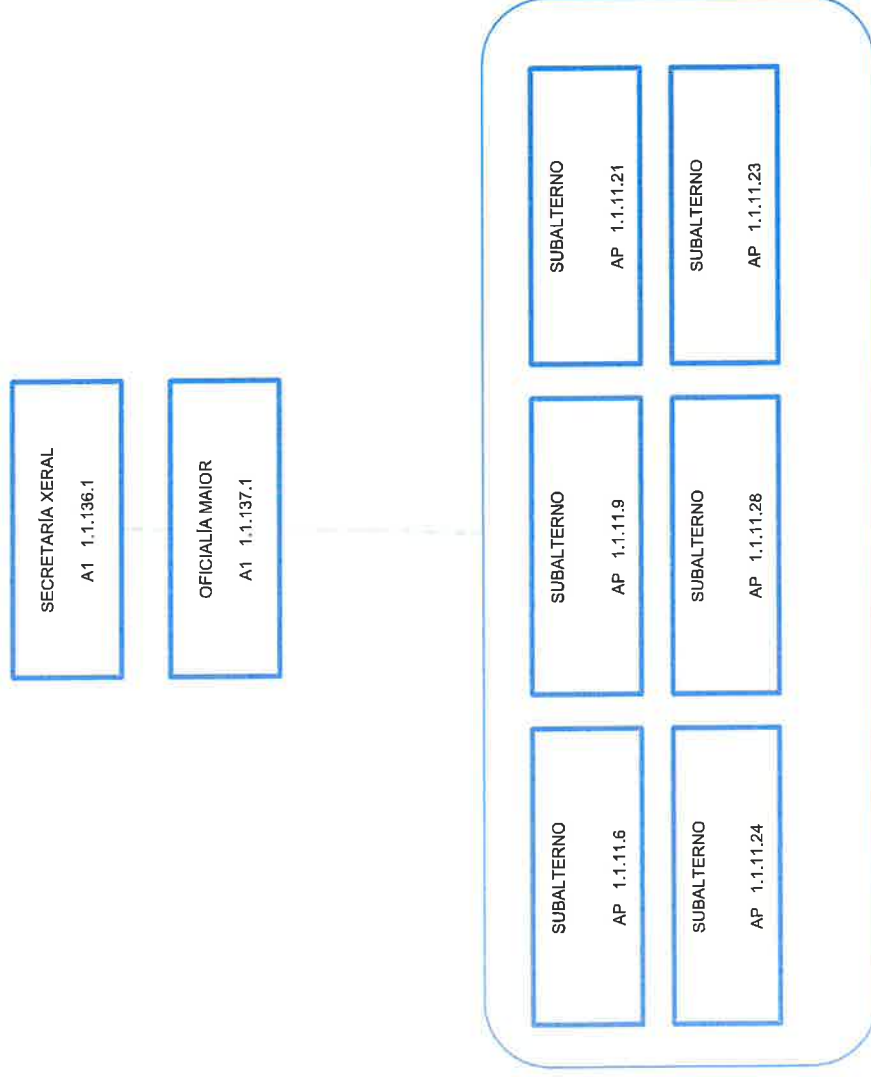 SECRETARÍA XERAL
A1 1.1.136.1
OFICIALÍA MAIOR
A1 1.1.137.1
SUBALTERNO
AP 1.1.11.6
SUBALTERNO
AP 1.1.11.9
SUBALTERNO
AP 1.1.11.21
SUBALTERNO
AP 1.1.11.24
SUBALTERNO
AP 1.1.11.28
SUBALTERNO
AP 1.1.11.23